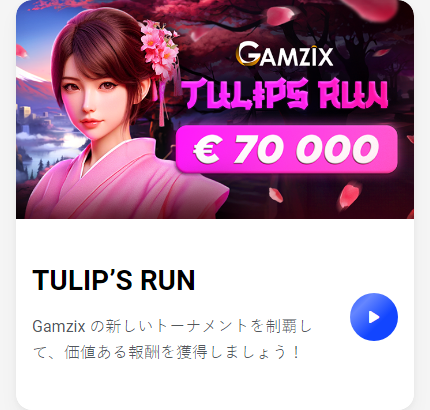 GAMZIX
TULIPS RUN
€ 70 000
TULIP’S RUN
Gamzix の新しいトーナメントを制覇し
て、価値ある報酬を獲得しましょう！